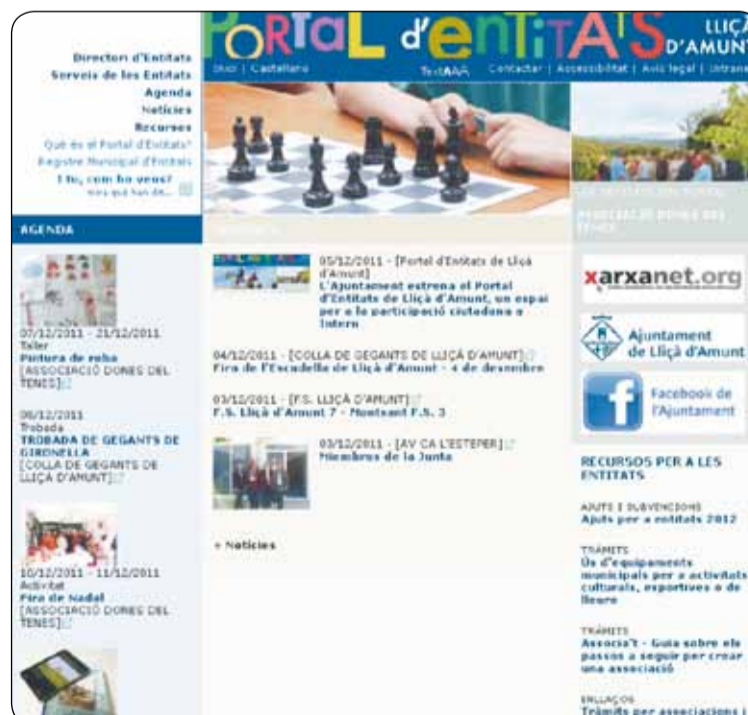 PORTAL d'ENTITATS
LLIÇÀ
D'AMUNT
Inici | Castellano
Contactar | Accessibilitat | Avís legal | Intranet
Directori d'Entitats
Serveis de les Entitats
Agenda
Notícies
Recursos
Què és el Portal d'Entitats?
Registre Municipal d'Entitats
I tu, com ho veus?
AGENDA
07/12/2011 - 21/12/2011
Taller
Pintura de roba
[ASSOCIACIÓ DONES DEL
TENES]
08/12/2011
Trobada
TROBADA DE GEGANTS DE
GIRONELLA
[COLLA DE GEGANTS DE
LLIÇÀ D'AMUNT]
10/12/2011 - 11/12/2011
Activitat
Fira de Nadal
[ASSOCIACIÓ DONES DEL
TENES]
05/12/2011 - [Portal d'Entitats de Lliçà
d'Amunt]
L'Ajuntament estrena el Portal
d'Entitats de Lliçà d'Amunt, un espai
per a la participació ciutadana a
Intern
04/12/2011 - [COLLA DE GEGANTS DE LLIÇÀ D'AMUNT]
Fira de l'Escudella de Lliçà d'Amunt - 4 de desembre
03/12/2011 - [F.S. LLIÇÀ D'AMUNT]
F.S. Lliçà d'Amunt 7 - Montsant F.S. 3
03/12/2011 - [AV CA L'ESTEPER]
Miembros de la Junta
+ Notícies
ASSOCIACIÓ DONES DEL
TENES
xarxanet.org
Ajuntament
de Lliçà d'Amunt
Facebook de
l'Ajuntament
RECURSOS PER A LES
ENTITATS
AJUTS I SUBVENCIONS
Ajuts per a entitats 2012
TRÀMITS
Ús d'equipaments
municipals per a activitats
culturals, esportives o de
lleure
TRÀMITS
Associa't - Guia sobre els
passos a seguir per crear
una associació
ENLLAÇOS
Tràmits per associacions i